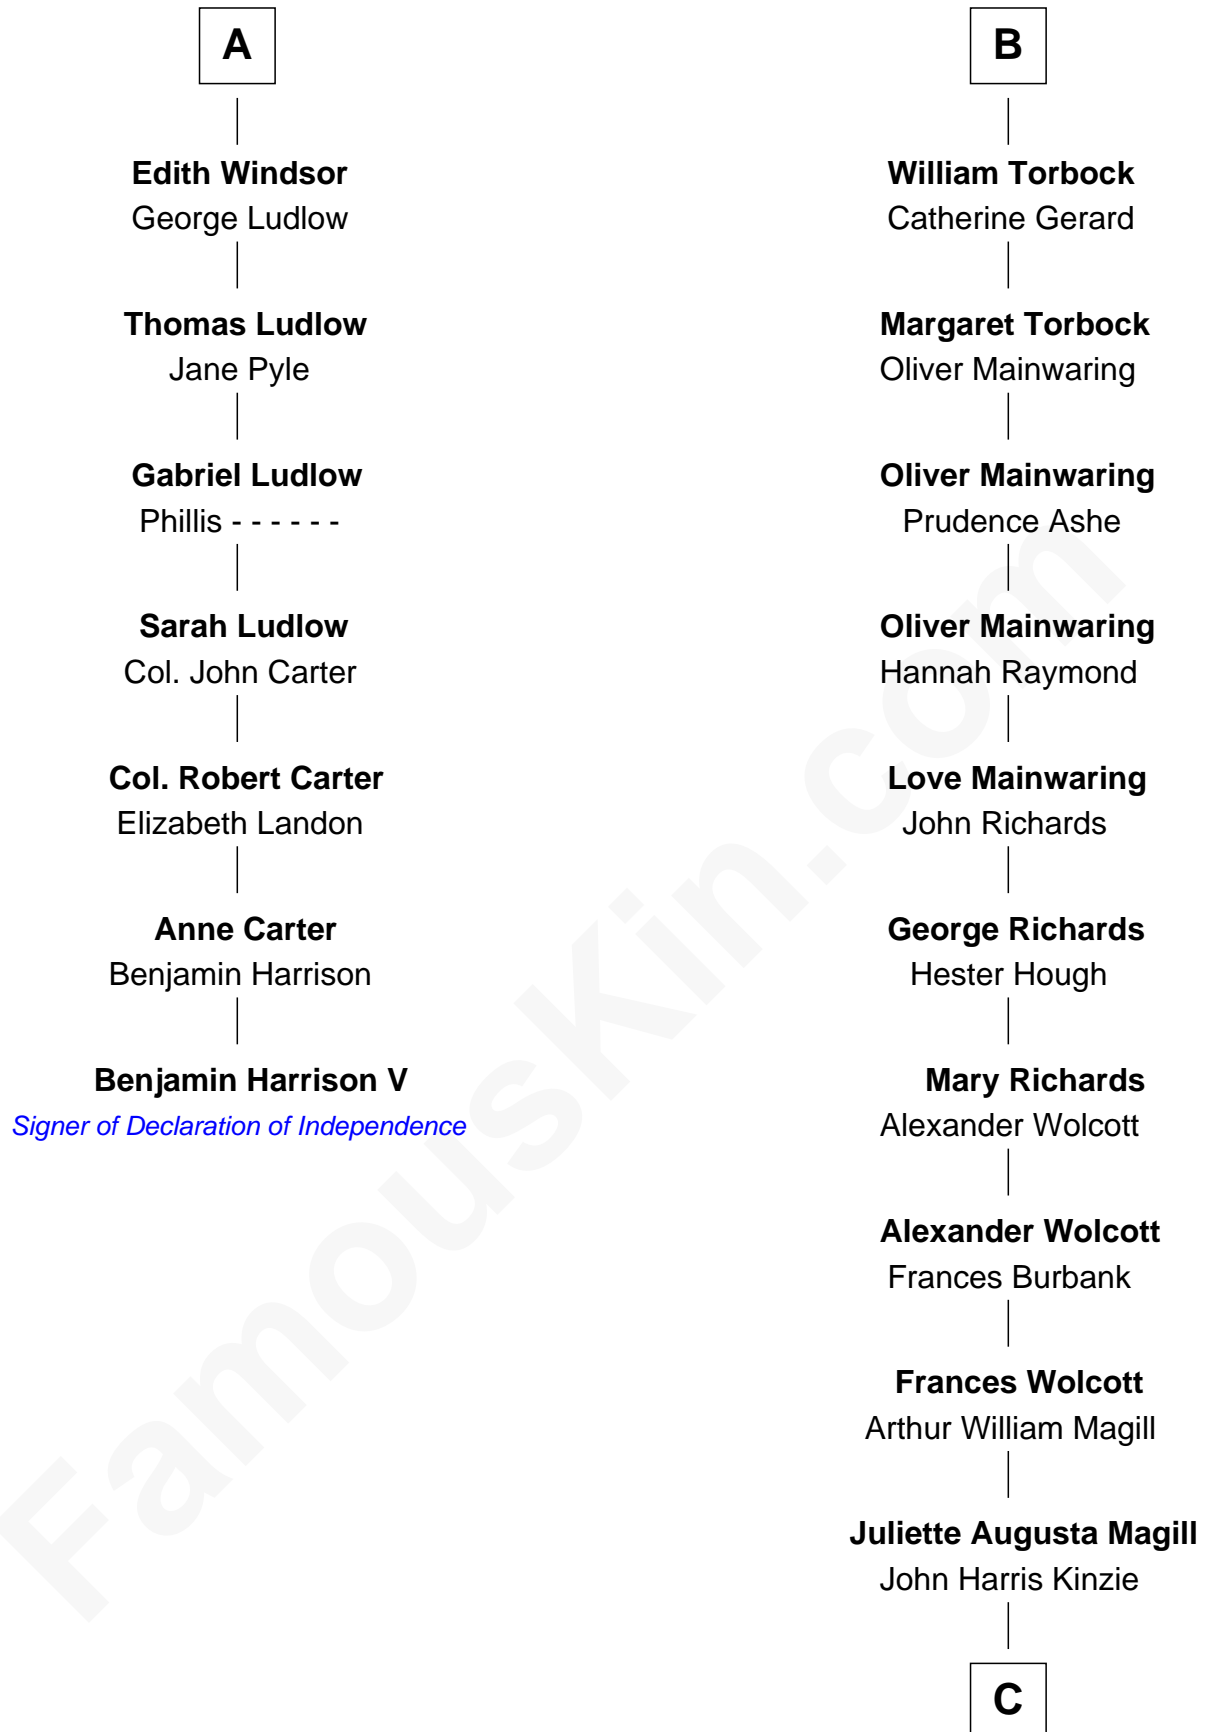 A
Edith Windsor
George Ludlow
Thomas Ludlow
Jane Pyle
Gabriel Ludlow
Phillis - - - - - -
Sarah Ludlow
Col. John Carter
Col. Robert Carter
Elizabeth Landon
Anne Carter
Benjamin Harrison
Benjamin Harrison V
Signer of Declaration of Independence
B
William Torbock
Catherine Gerard
Margaret Torbock
Oliver Mainwaring
Oliver Mainwaring
Prudence Ashe
Oliver Mainwaring
Hannah Raymond
Love Mainwaring
John Richards
George Richards
Hester Hough
Mary Richards
Alexander Wolcott
Alexander Wolcott
Frances Burbank
Frances Wolcott
Arthur William Magill
Juliette Augusta Magill
John Harris Kinzie
C
FamousKin.com